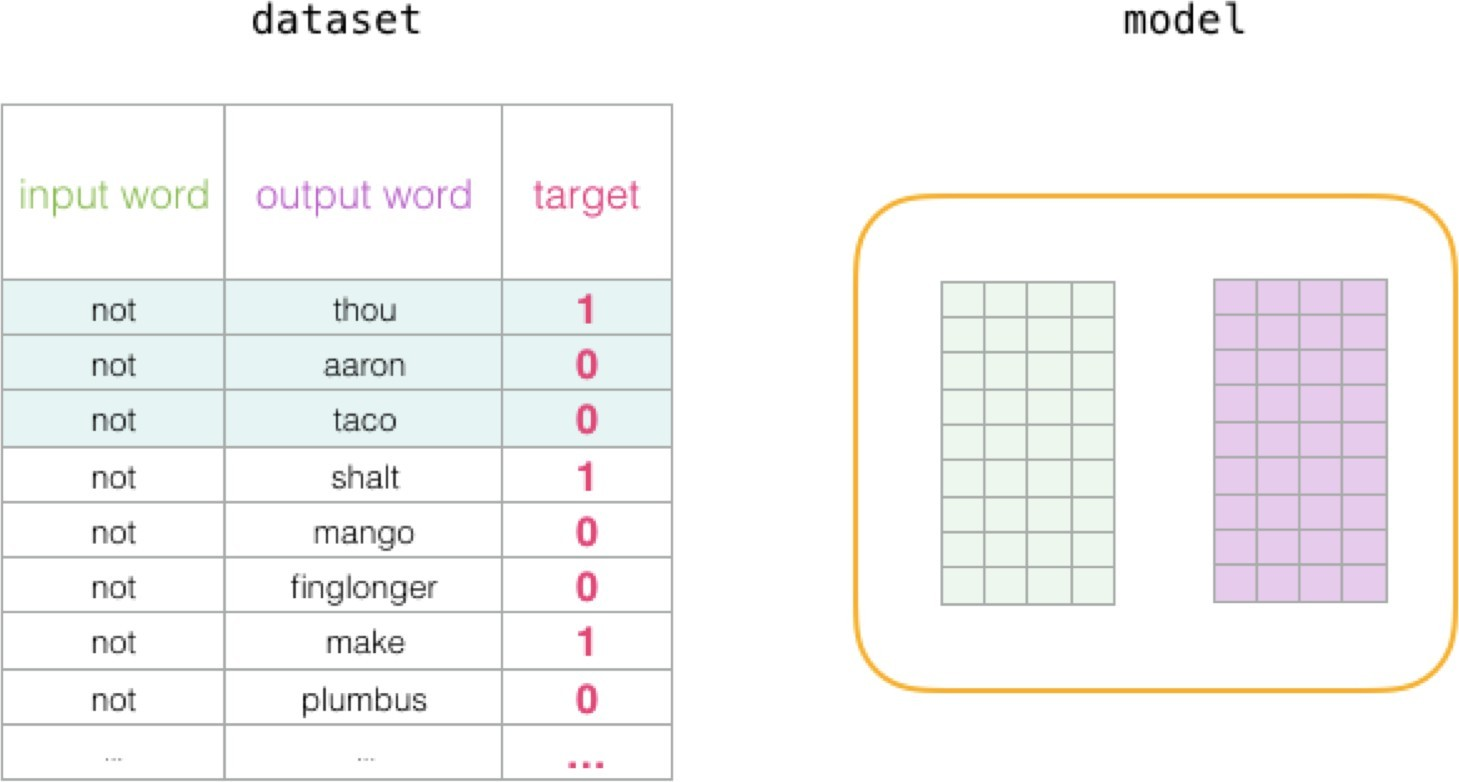 dataset model
input word output word target
not thou 1
not aaron 0
not taco 0
not shalt 1
not mango 0
not finglonger 0
not make 1
not plumbus 0
... ... ...